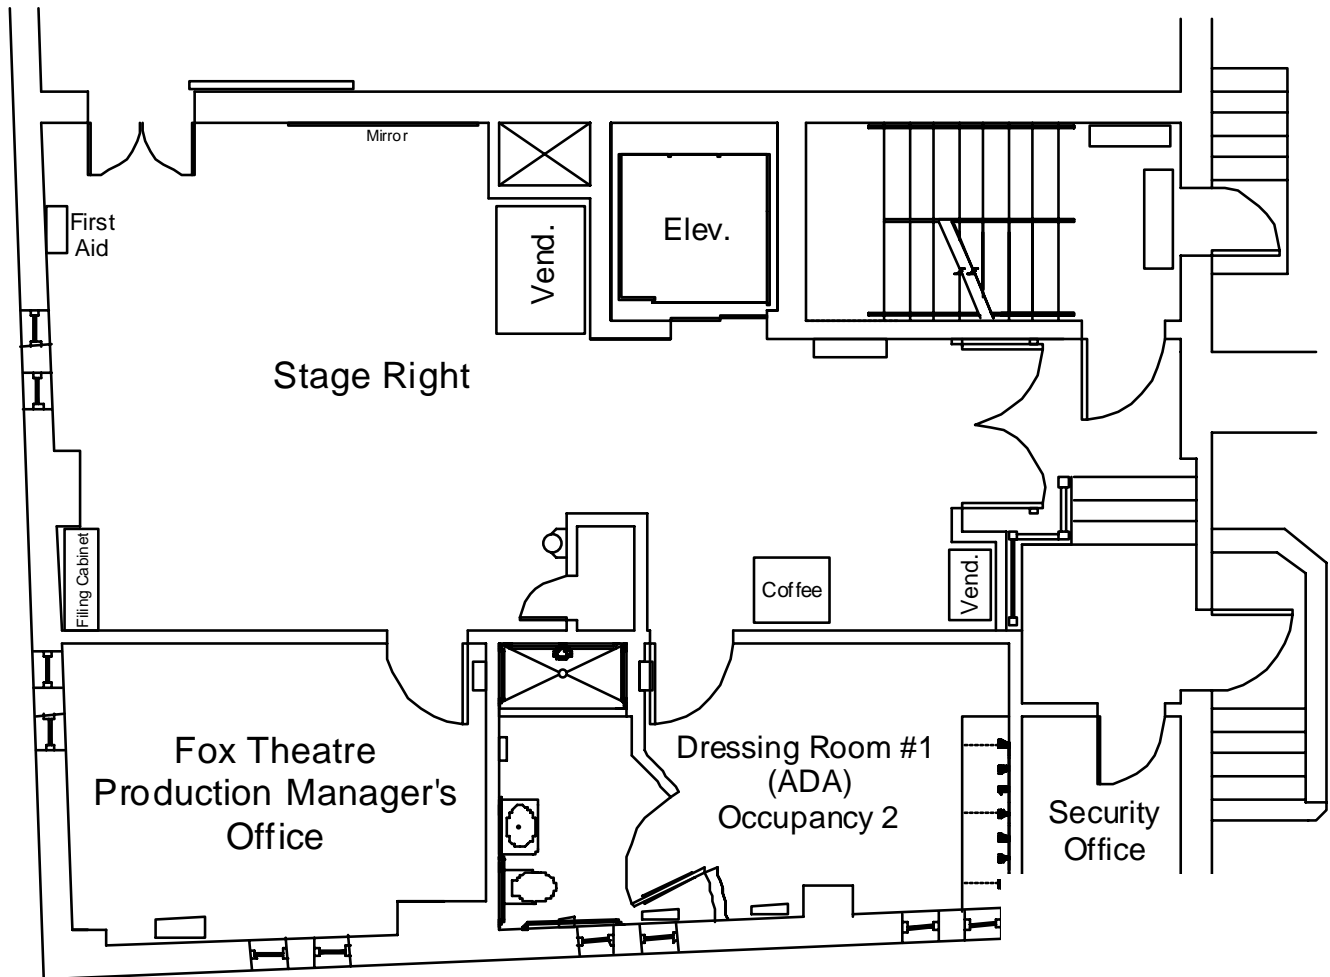 Mirror
First
Aid
Vend.
Elev.
Stage Right
Filing Cabinet
Coffee
Vend.
Fox Theatre
Production Manager's
Office
Dressing Room #1
(ADA)
Occupancy 2
Security
Office